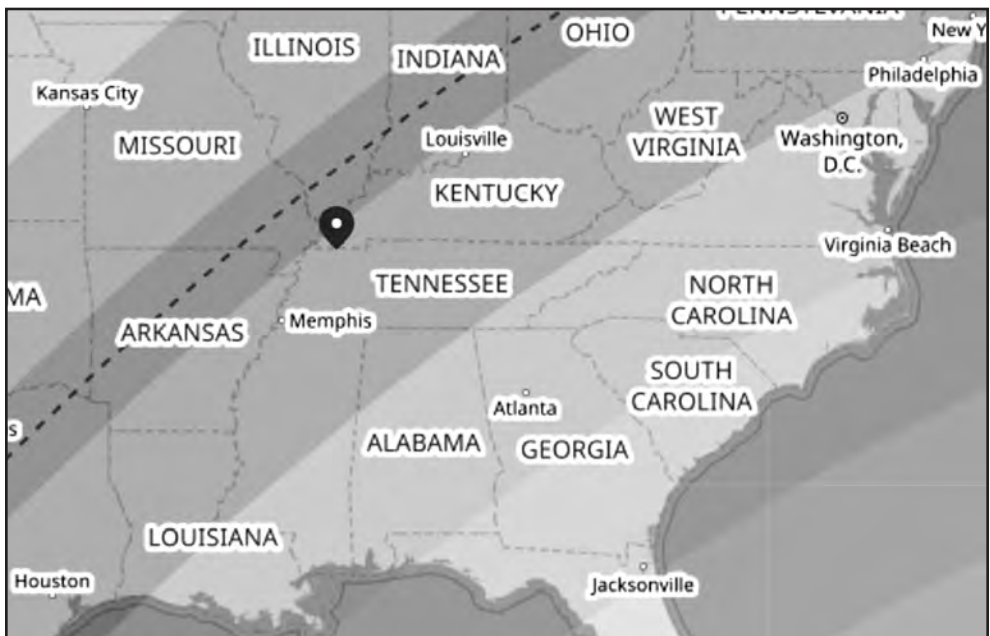 PENNSYLVANIA
New Y
OHIO
ILLINOIS
INDIANA
Philadelphia
Kansas City
WEST
VIRGINIA
Louisville
Washington,
D.C.
MISSOURI
KENTUCKY
Virginia Beach
TENNESSEE
NORTH
CAROLINA
MA
Memphis
ARKANSAS
SOUTH
CAROLINA
Atlanta
s
ALABAMA
GEORGIA
LOUISIANA
Houston
Jacksonville